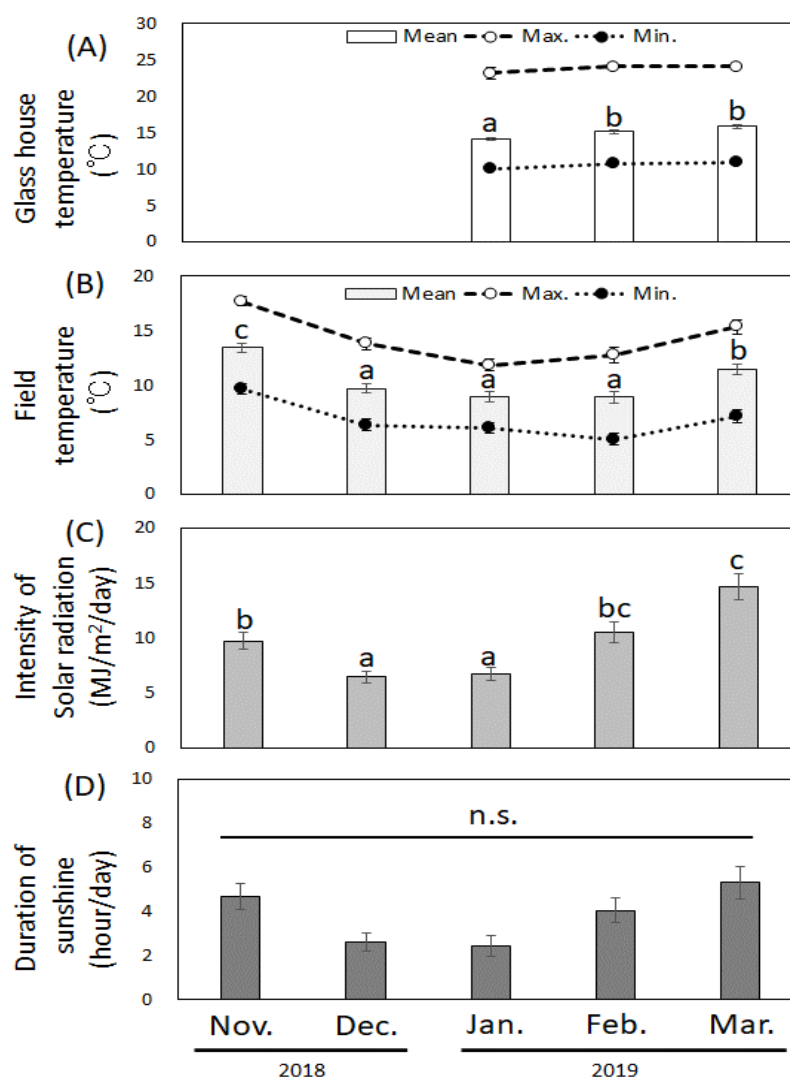 (A)
Glass house
temperature
(℃)
30
25
20
15
10
5
0
Mean Max. Min.
a
b
b
(B)
Field
temperature
(℃)
20
15
10
5
0
Mean Max. Min.
c
a
a
a
b
(C)
Intensity of
Solar radiation
(MJ/m²/day)
20
15
10
5
0
b
a
a
bc
c
(D)
Duration of
sunshine
(hour/day)
10
8
6
4
2
0
n.s.
Nov. Dec. Jan. Feb. Mar.
2018 2019